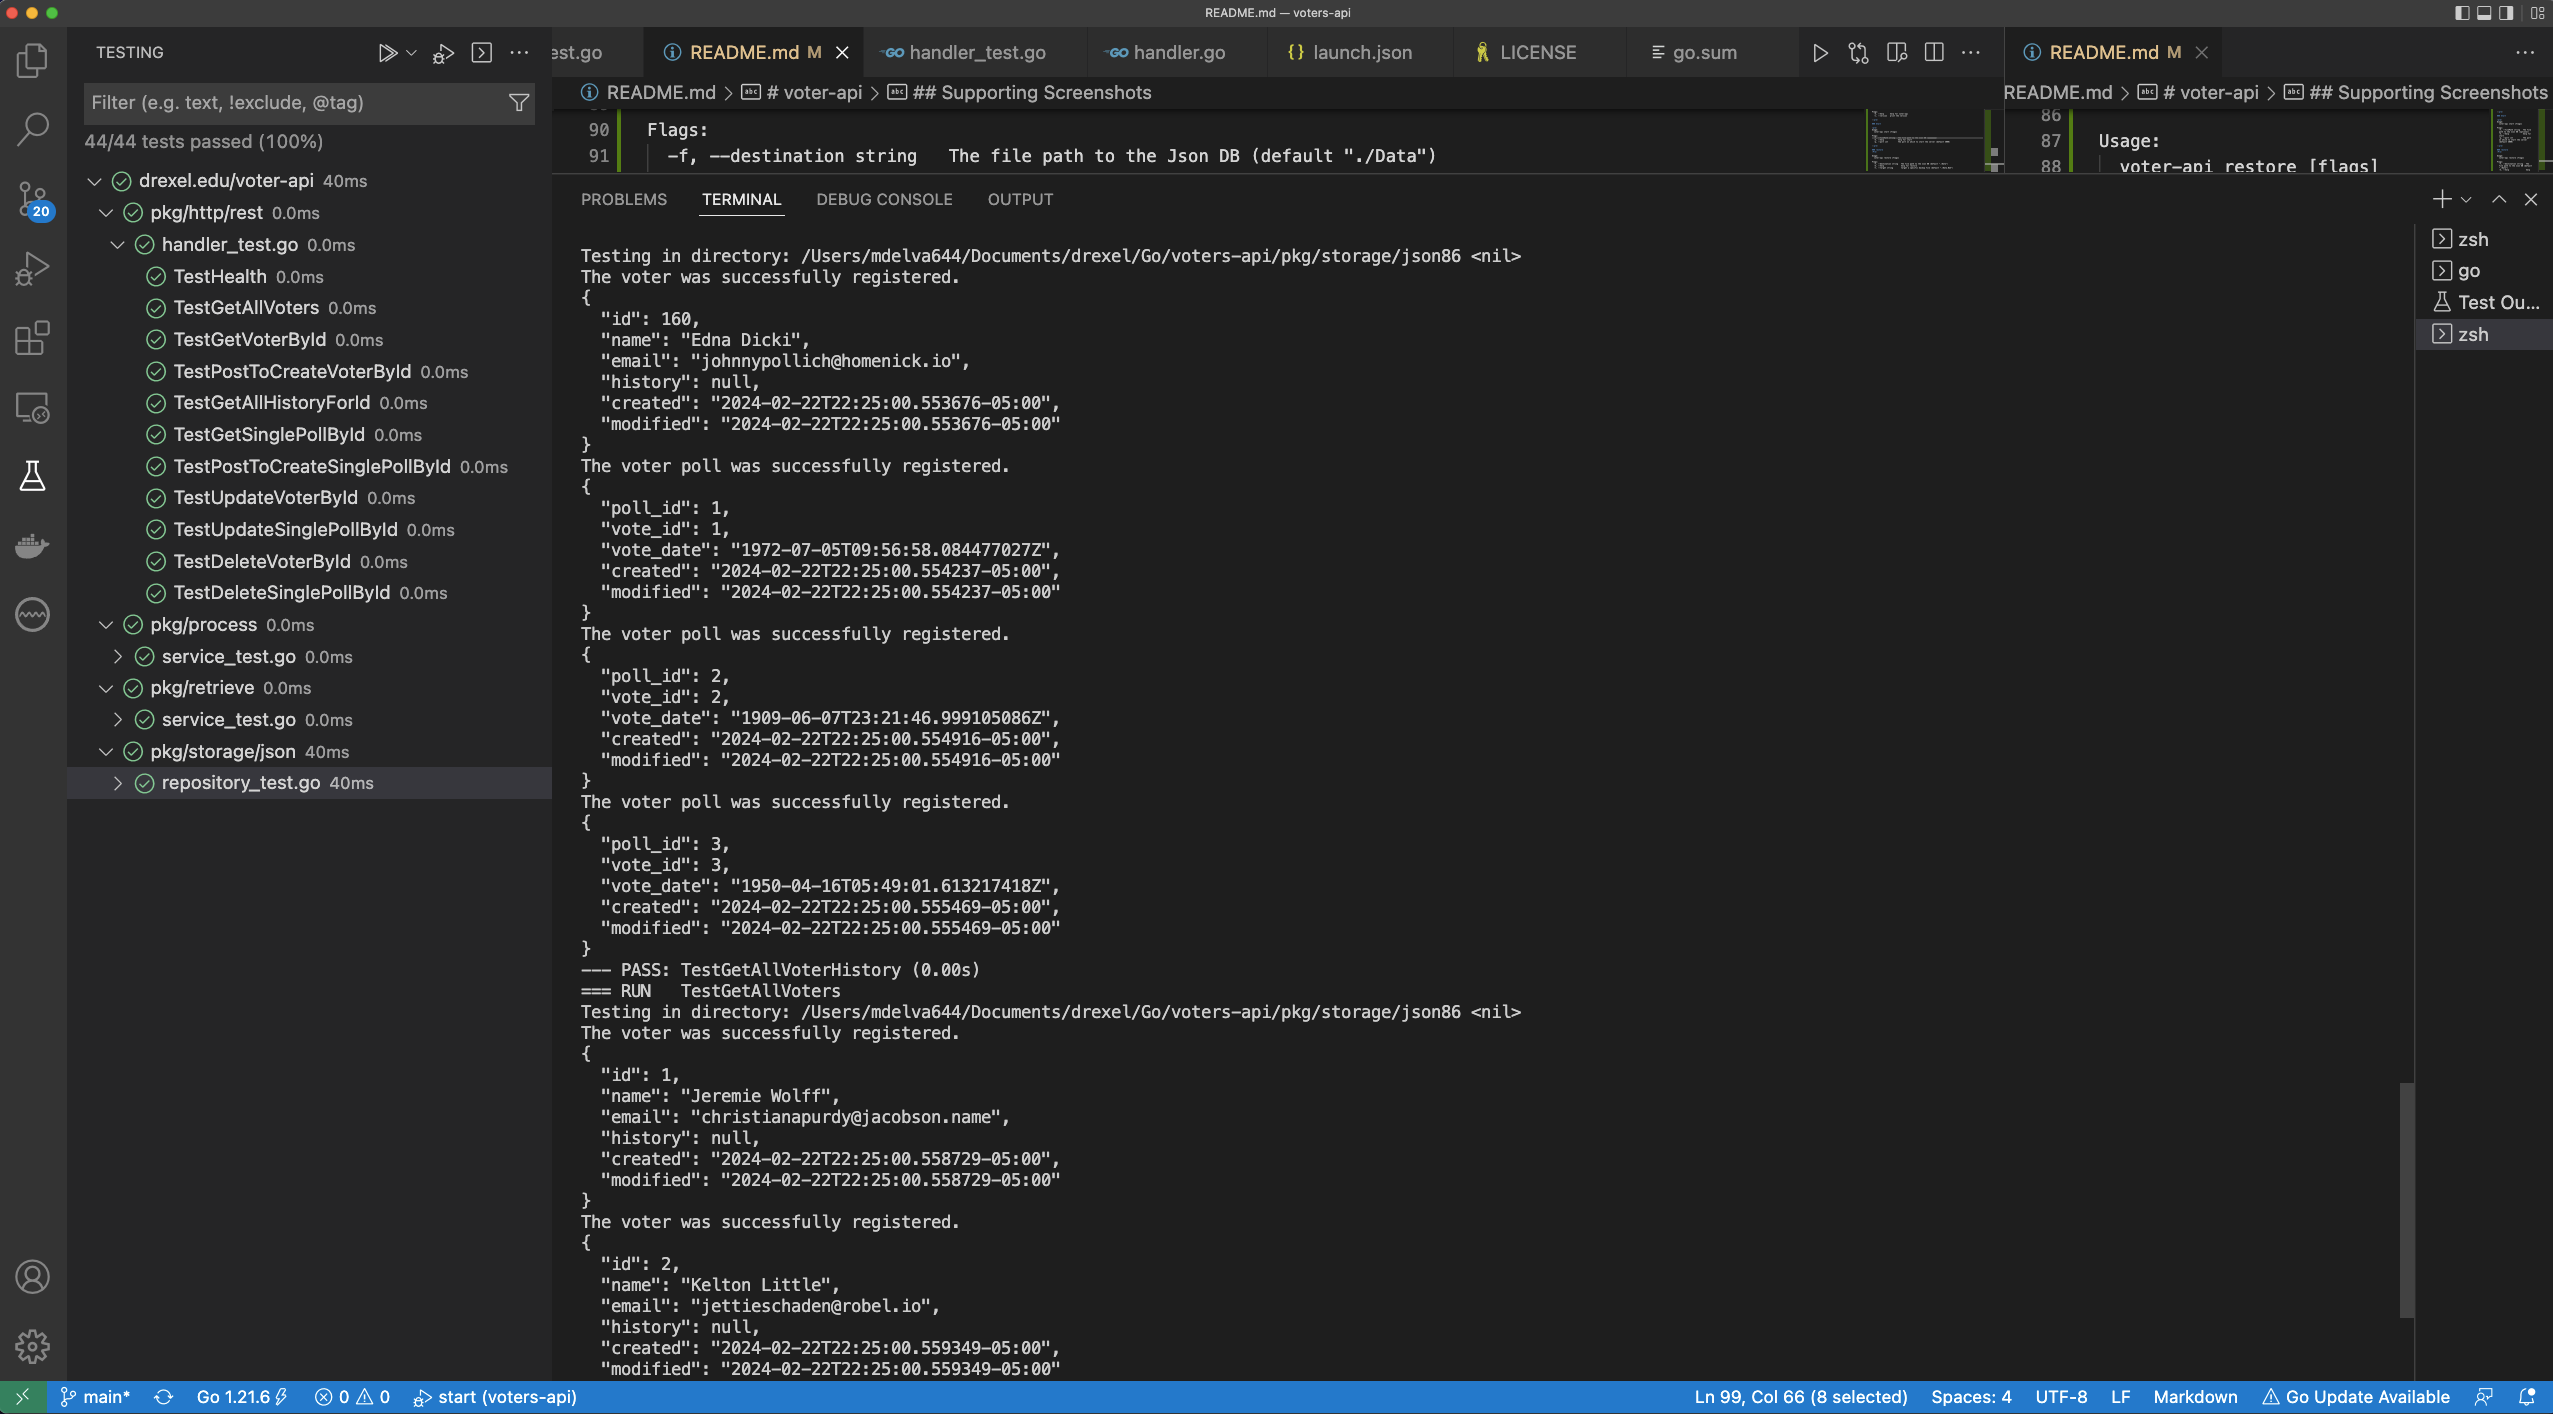 README.md — voters-api
TESTING
Filter (e.g. text, !exclude, @tag)
44/44 tests passed (100%)
drexel.edu/voter-api 40ms
pkg/http/rest 0.0ms
handler_test.go 0.0ms
TestHealth 0.0ms
TestGetAllVoters 0.0ms
TestGetVoterById 0.0ms
TestPostToCreateVoterById 0.0ms
TestGetAllHistoryForId 0.0ms
TestGetSinglePollById 0.0ms
TestPostToCreateSinglePollById 0.0ms
TestUpdateVoterById 0.0ms
TestUpdateSinglePollById 0.0ms
TestDeleteVoterById 0.0ms
TestDeleteSinglePollById 0.0ms
pkg/process 0.0ms
service_test.go 0.0ms
pkg/retrieve 0.0ms
service_test.go 0.0ms
pkg/storage/json 40ms
repository_test.go 40ms
20
est.go README.md M handler_test.go handler.go launch.json LICENSE go.sum
README.md > # voter-api > ## Supporting Screenshots
90 Flags:
91 -f, --destination string The file path to the Json DB (default "./Data")
README.md M
README.md > # voter-api > ## Supporting Screenshots
86
87 Usage:
88 voter-api restore [flags]
PROBLEMS TERMINAL DEBUG CONSOLE OUTPUT
Testing in directory: /Users/mdelva644/Documents/drexel/Go/voters-api/pkg/storage/json86 <nil>
The voter was successfully registered.
{
"id": 160,
"name": "Edna Dicki",
"email": "johnnypollich@homenick.io",
"history": null,
"created": "2024-02-22T22:25:00.553676-05:00",
"modified": "2024-02-22T22:25:00.553676-05:00"
}
The voter poll was successfully registered.
{
"poll_id": 1,
"vote_id": 1,
"vote_date": "1972-07-05T09:56:58.084477027Z",
"created": "2024-02-22T22:25:00.554237-05:00",
"modified": "2024-02-22T22:25:00.554237-05:00"
}
The voter poll was successfully registered.
{
"poll_id": 2,
"vote_id": 2,
"vote_date": "1909-06-07T23:21:46.999105086Z",
"created": "2024-02-22T22:25:00.554916-05:00",
"modified": "2024-02-22T22:25:00.554916-05:00"
}
The voter poll was successfully registered.
{
"poll_id": 3,
"vote_id": 3,
"vote_date": "1950-04-16T05:49:01.613217418Z",
"created": "2024-02-22T22:25:00.555469-05:00",
"modified": "2024-02-22T22:25:00.555469-05:00"
}
--- PASS: TestGetAllVoterHistory (0.00s)
=== RUN TestGetAllVoters
Testing in directory: /Users/mdelva644/Documents/drexel/Go/voters-api/pkg/storage/json86 <nil>
The voter was successfully registered.
{
"id": 1,
"name": "Jeremie Wolff",
"email": "christianapurdy@jacobson.name",
"history": null,
"created": "2024-02-22T22:25:00.558729-05:00",
"modified": "2024-02-22T22:25:00.558729-05:00"
}
The voter was successfully registered.
{
"id": 2,
"name": "Kelton Little",
"email": "jettieschaden@robel.io",
"history": null,
"created": "2024-02-22T22:25:00.559349-05:00",
"modified": "2024-02-22T22:25:00.559349-05:00"
zsh
go
Test Ou...
zsh
main* Go 1.21.6 0 0 start (voters-api) Ln 99, Col 66 (8 selected) Spaces: 4 UTF-8 LF Markdown Go Update Available